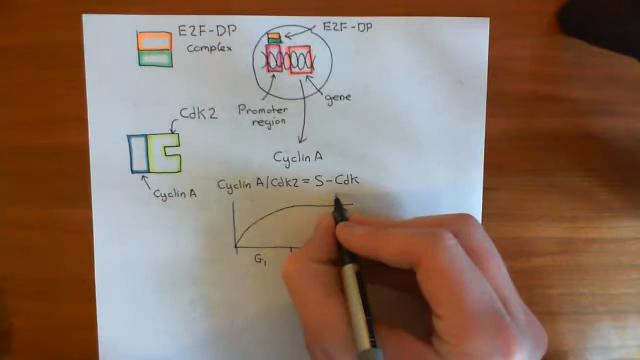 E2F-DP
complex
E2F-DP
Promoter
region
gene
Cdk2
Cyclin A
Cyclin A
Cyclin A/Cdk2 = S-Cdk
G₁